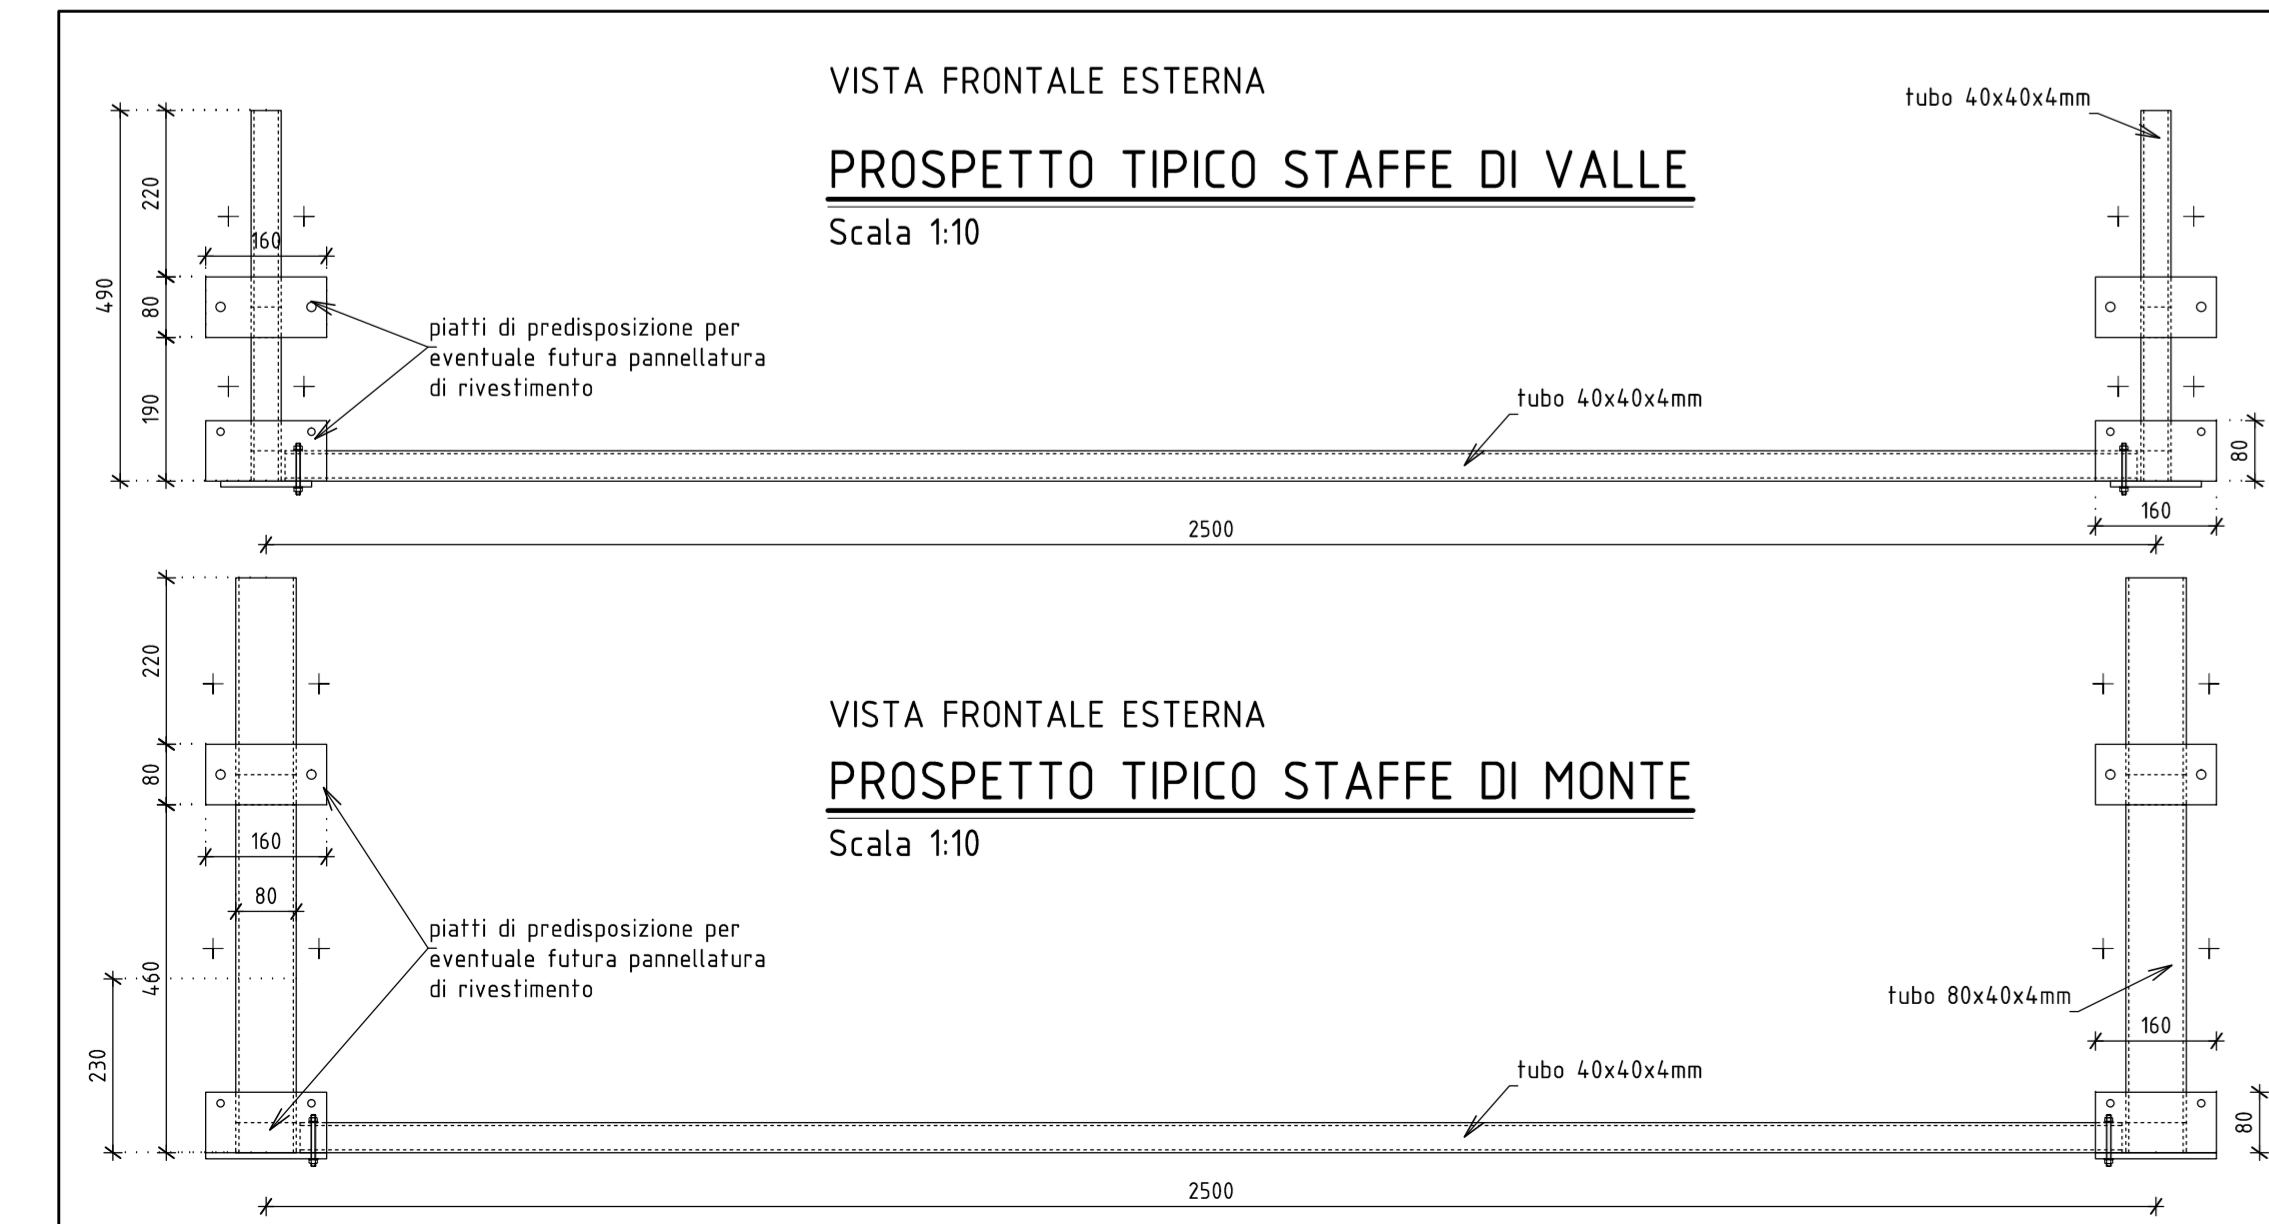 VISTA FRONTALE ESTERNA
PROSPETTO TIPICO STAFFE DI VALLE
Scala 1:10
tubo 40x40x4mm
220
160
490
80
190
piatti di predisposizione per
eventuale futura pannellatura
di rivestimento
tubo 40x40x4mm
80
160
2500
VISTA FRONTALE ESTERNA
PROSPETTO TIPICO STAFFE DI MONTE
Scala 1:10
220
80
160
80
460
230
piatti di predisposizione per
eventuale futura pannellatura
di rivestimento
tubo 80x40x4mm
160
tubo 40x40x4mm
80
2500